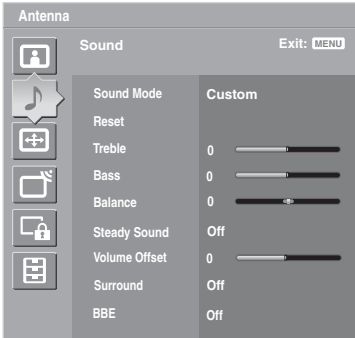 Antenna
Sound Exit: MENU
Sound Mode Custom
Reset
Treble 0
Bass 0
Balance 0
Steady Sound Off
Volume Offset 0
Surround Off
BBE Off